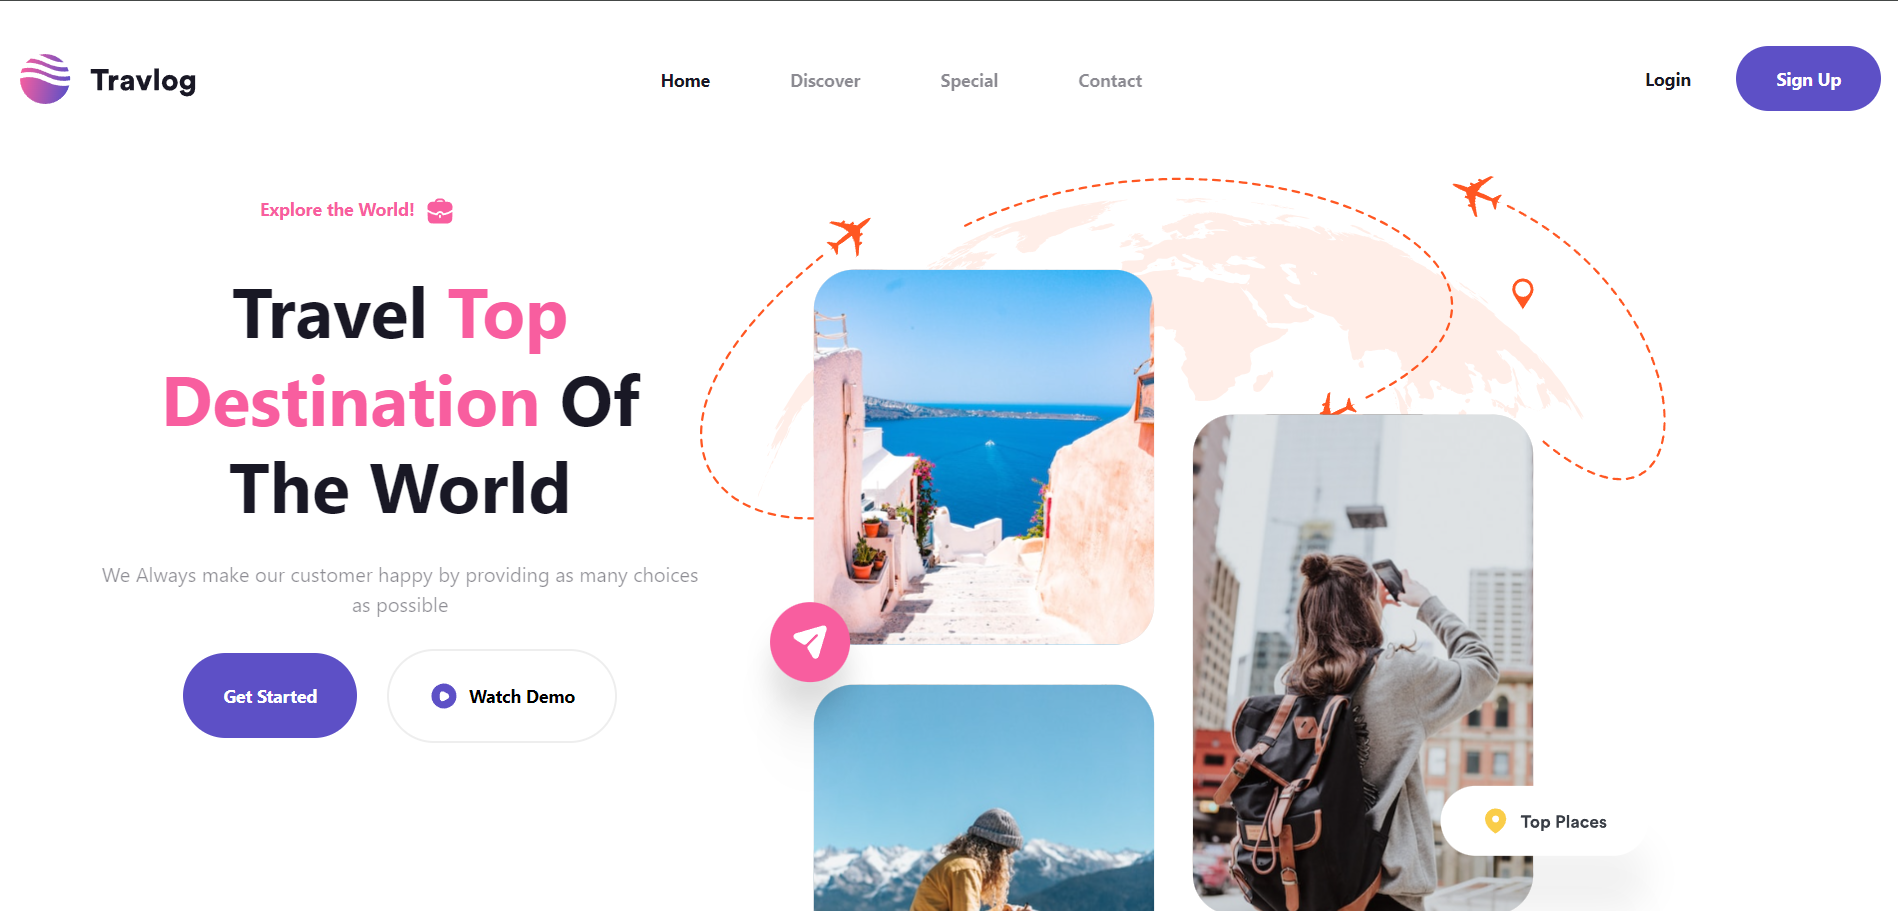 Travlog
Home
Discover
Special
Contact
Login
Sign Up
Explore the World!
Travel Top
Destination Of
The World
We Always make our customer happy by providing as many choices
as possible
Get Started
Watch Demo
Top Places